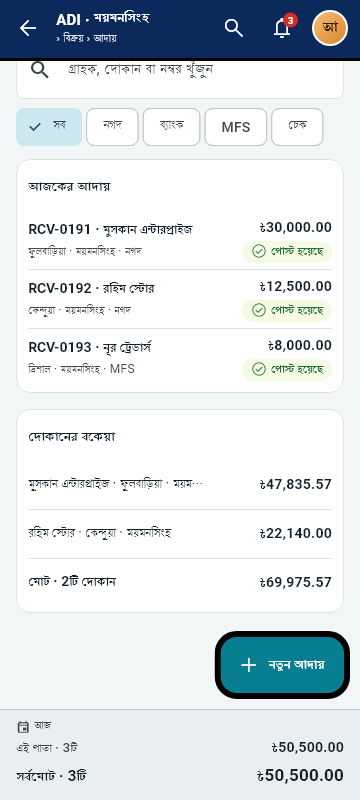 ADI · ময়মনসিংহ
› বিক্রয় › আদায়
3
আ
গ্রাহক, দোকান বা নম্বর খুঁজুন
সব
নগদ
ব্যাংক
MFS
চেক
আজকের আদায়
RCV-0191 · মুসকান এন্টারপ্রাইজ
৳30,000.00
ফুলবাড়িয়া · ময়মনসিংহ · নগদ
পোস্ট হয়েছে
RCV-0192 · রহিম স্টোর
৳12,500.00
কেন্দুয়া · ময়মনসিংহ · নগদ
পোস্ট হয়েছে
RCV-0193 · নূর ট্রেডার্স
৳8,000.00
ত্রিশাল · ময়মনসিংহ · MFS
পোস্ট হয়েছে
দোকানের বকেয়া
মুসকান এন্টারপ্রাইজ · ফুলবাড়িয়া · ময়ম···
৳47,835.57
রহিম স্টোর · কেন্দুয়া · ময়মনসিংহ
৳22,140.00
মোট · 2টি দোকান
৳69,975.57
নতুন আদায়
আজ
এই পাতা · 3টি
৳50,500.00
সর্বমোট · 3টি
৳50,500.00